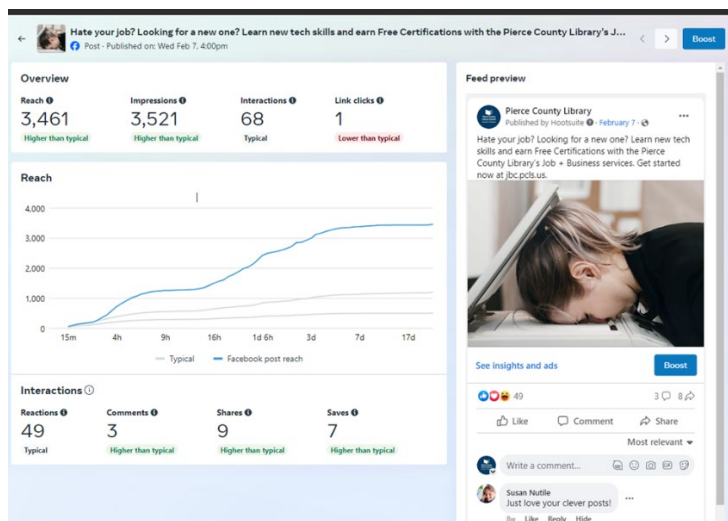 Hate your job? Looking for a new one? Learn new tech skills and earn Free Certifications with the Pierce County Library's J...
Post · Published on: Wed Feb 7, 4:00pm
Boost
Overview
Reach
Impressions
Interactions
Link clicks
3,461
3,521
68
1
Higher than typical
Higher than typical
Typical
Lower than typical
Reach
4,000
3,000
2,000
1,000
0
15m
4h
9h
16h
1d 6h
3d
7d
17d
Typical
Facebook post reach
Interactions
Reactions
Comments
Shares
Saves
49
3
9
7
Typical
Higher than typical
Higher than typical
Higher than typical
Feed preview
Pierce County Library
Published by Hootsuite · February 7 ·
Hate your job? Looking for a new one? Learn new tech
skills and earn Free Certifications with the Pierce
County Library's Job + Business services. Get started
now at jbc.pcls.us.
See insights and ads
Boost
49
3
8
Like
Comment
Share
Most relevant
Write a comment...
Susan Nutile
Just love your clever posts!
8w Like Reply Hide